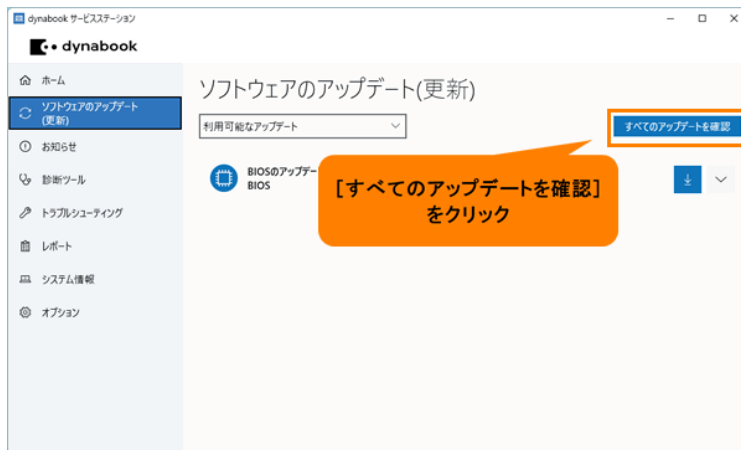 dynabook サービスステーション
dynabook
ホーム
ソフトウェアのアップデート
(更新)
お知らせ
診断ツール
トラブルシューティング
レポート
システム情報
オプション
ソフトウェアのアップデート(更新)
利用可能なアップデート
すべてのアップデートを確認
BIOSのアップデー
BIOS
[すべてのアップデートを確認]
をクリック